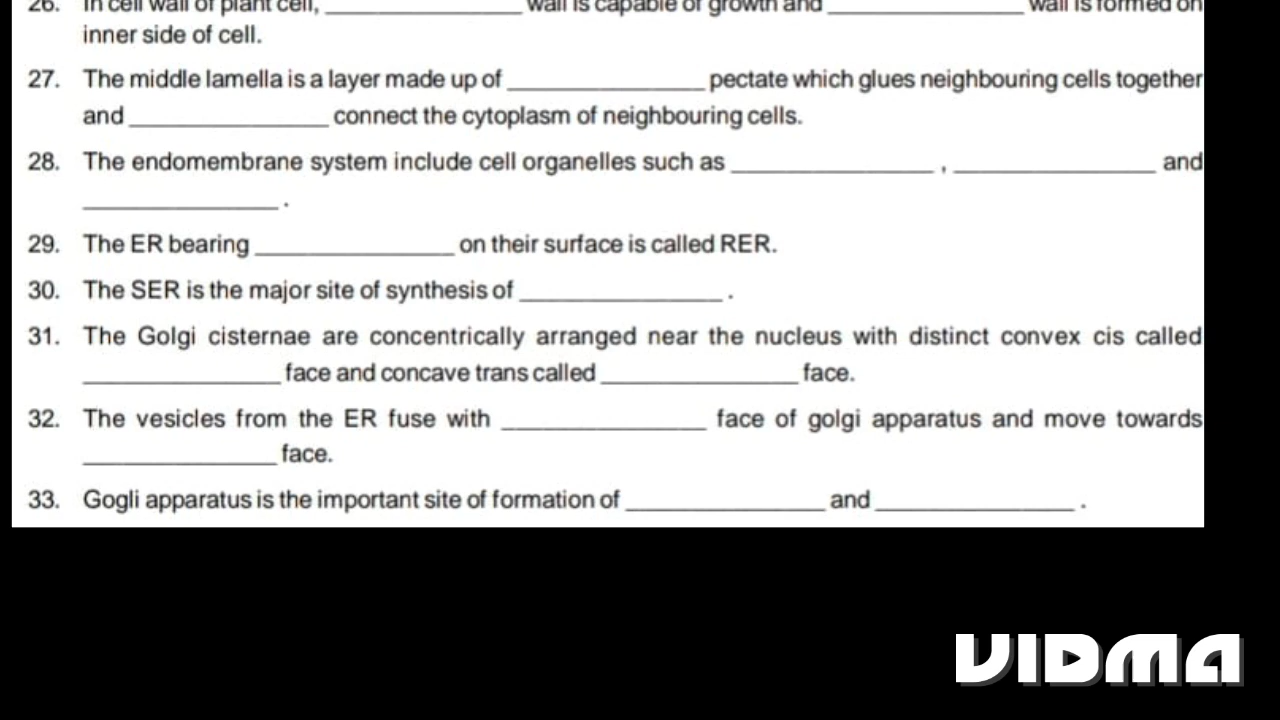 26. In cell wall of plant cell, _______________ wall is capable of growth and _______________ wall is formed on
inner side of cell.
27. The middle lamella is a layer made up of _______________ pectate which glues neighbouring cells together
and _______________ connect the cytoplasm of neighbouring cells.
28. The endomembrane system include cell organelles such as _______________ , _______________ and
_______________ .
29. The ER bearing _______________ on their surface is called RER.
30. The SER is the major site of synthesis of _______________ .
31. The Golgi cisternae are concentrically arranged near the nucleus with distinct convex cis called
_______________ face and concave trans called _______________ face.
32. The vesicles from the ER fuse with _______________ face of golgi apparatus and move towards
_______________ face.
33. Gogli apparatus is the important site of formation of _______________ and _______________ .
VIDMA